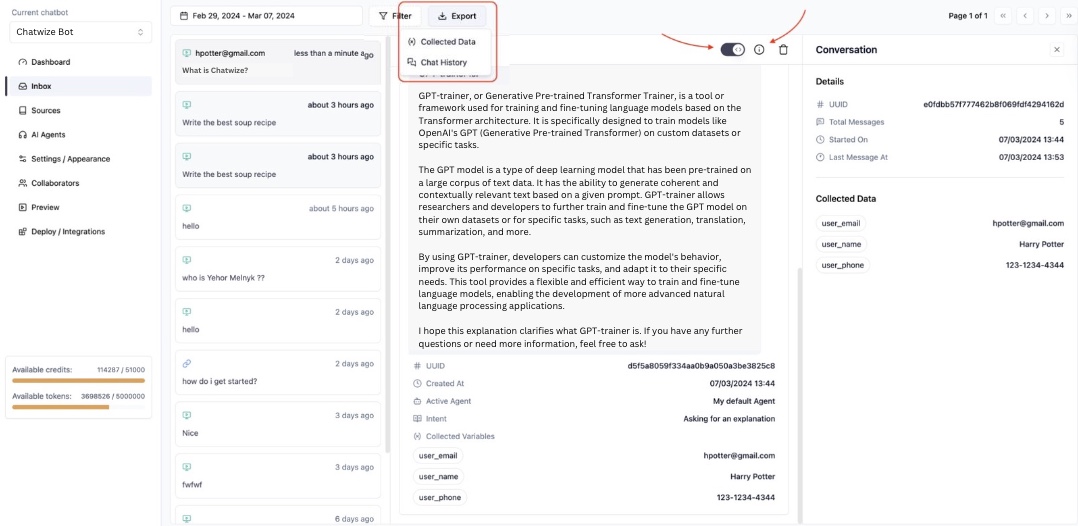 Current chatbot
Chatwize Bot
Dashboard
Inbox
Sources
AI Agents
Settings / Appearance
Collaborators
Preview
Deploy / Integrations
Available credits: 114287 / 51000
Available tokens: 3698526 / 5000000
Feb 29, 2024 - Mar 07, 2024
Filter
Export
Collected Data
Chat History
Page 1 of 1
hpotter@gmail.com less than a minute ago
What is Chatwize?
about 3 hours ago
Write the best soup recipe
about 3 hours ago
Write the best soup recipe
about 5 hours ago
hello
2 days ago
who is Yehor Melnyk ??
2 days ago
hello
2 days ago
how do i get started?
3 days ago
Nice
3 days ago
fwfwf
6 days ago
GPT-trainer, or Generative Pre-trained Transformer Trainer, is a tool or
framework used for training and fine-tuning language models based on the
Transformer architecture. It is specifically designed to train models like
OpenAI's GPT (Generative Pre-trained Transformer) on custom datasets or
specific tasks.
The GPT model is a type of deep learning model that has been pre-trained on
a large corpus of text data. It has the ability to generate coherent and
contextually relevant text based on a given prompt. GPT-trainer allows
researchers and developers to further train and fine-tune the GPT model on
their own datasets or for specific tasks, such as text generation, translation,
summarization, and more.
By using GPT-trainer, developers can customize the model's behavior,
improve its performance on specific tasks, and adapt it to their specific
needs. This tool provides a flexible and efficient way to train and fine-tune
language models, enabling the development of more advanced natural
language processing applications.
I hope this explanation clarifies what GPT-trainer is. If you have any further
questions or need more information, feel free to ask!
UUID d5f5a8059f334aa0b9a050a3be3825c8
Created At 07/03/2024 13:44
Active Agent My default Agent
Intent Asking for an explanation
Collected Variables
user_email hpotter@gmail.com
user_name Harry Potter
user_phone 123-1234-4344
Conversation
Details
UUID e0fdbb57f777462b8f069fdf4294162d
Total Messages 5
Started On 07/03/2024 13:44
Last Message At 07/03/2024 13:53
Collected Data
user_email hpotter@gmail.com
user_name Harry Potter
user_phone 123-1234-4344